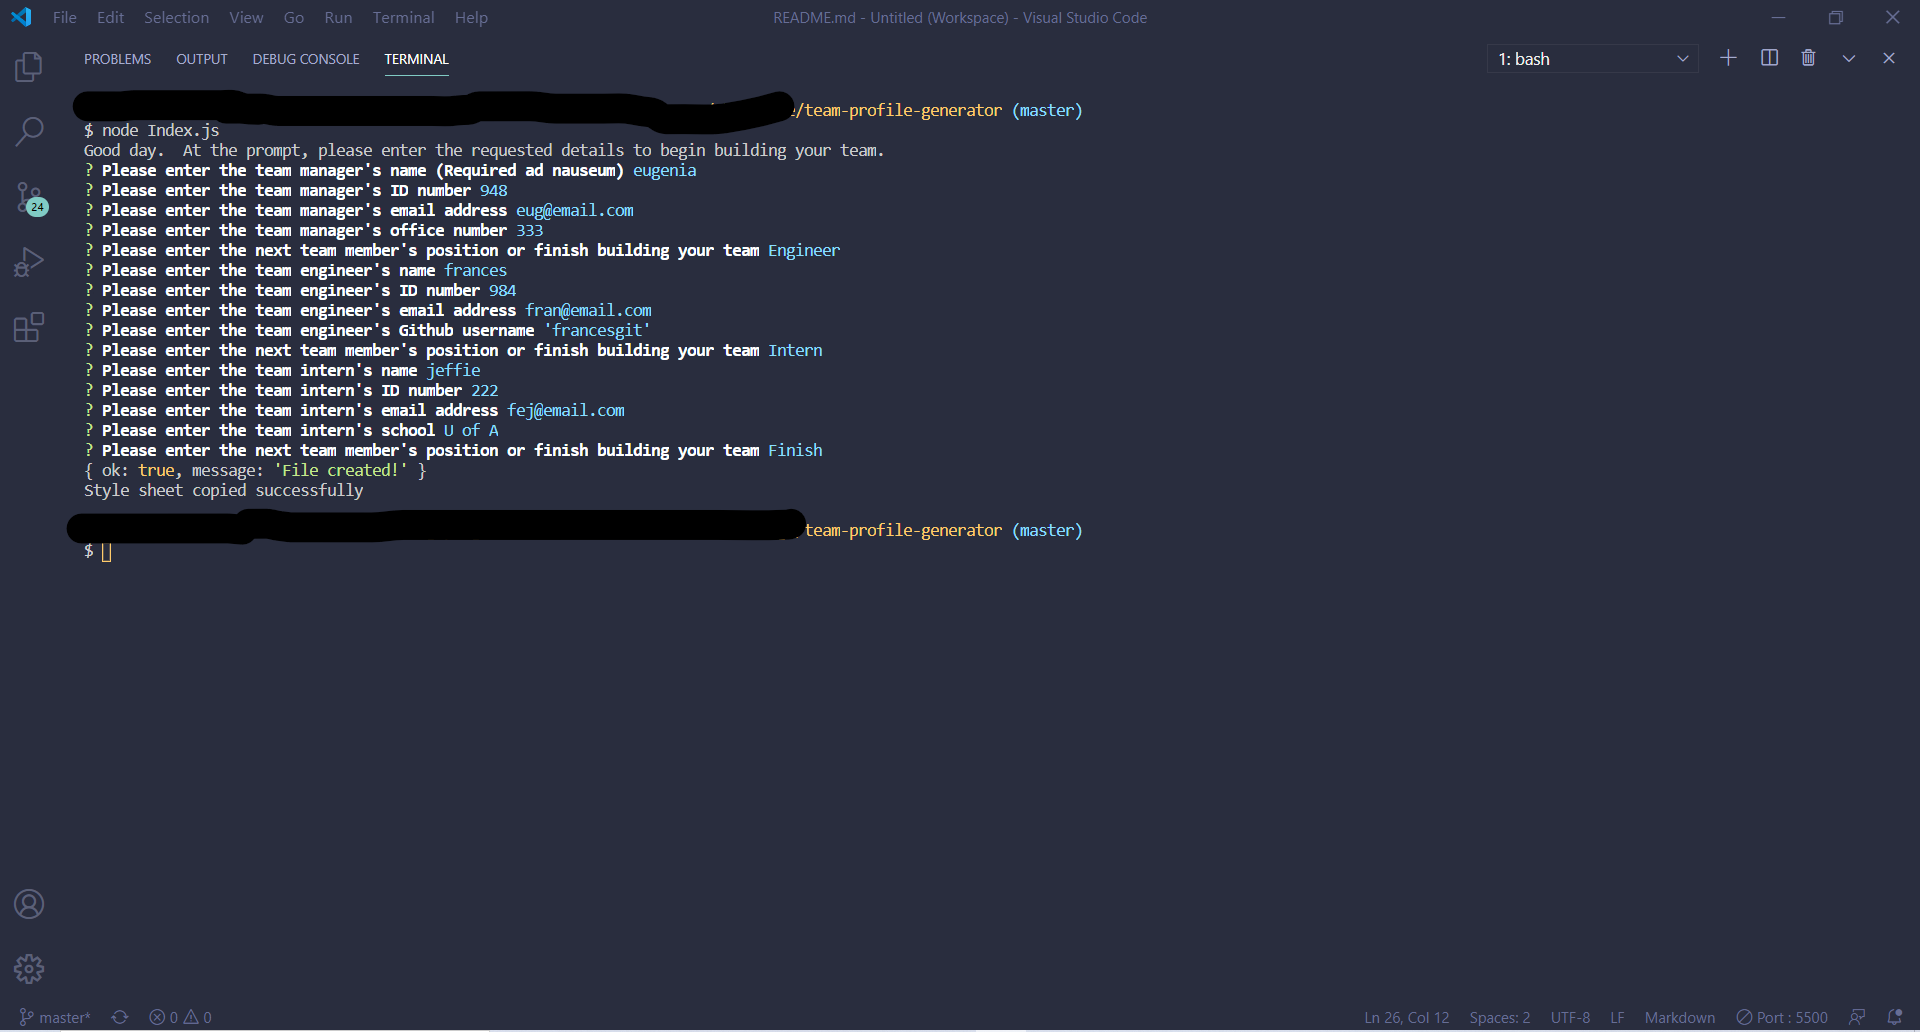 File Edit Selection View Go Run Terminal Help README.md - Untitled (Workspace) - Visual Studio Code
PROBLEMS OUTPUT DEBUG CONSOLE TERMINAL 1: bash
/team-profile-generator (master)
$ node Index.js
Good day.  At the prompt, please enter the requested details to begin building your team.
? Please enter the team manager's name (Required ad nauseum) eugenia
? Please enter the team manager's ID number 948
? Please enter the team manager's email address eug@email.com
? Please enter the team manager's office number 333
? Please enter the next team member's position or finish building your team Engineer
? Please enter the team engineer's name frances
? Please enter the team engineer's ID number 984
? Please enter the team engineer's email address fran@email.com
? Please enter the team engineer's Github username 'francesgit'
? Please enter the next team member's position or finish building your team Intern
? Please enter the team intern's name jeffie
? Please enter the team intern's ID number 222
? Please enter the team intern's email address fej@email.com
? Please enter the team intern's school U of A
? Please enter the next team member's position or finish building your team Finish
{ ok: true, message: 'File created!' }
Style sheet copied successfully
team-profile-generator (master)
$
24
master* 0 0 Ln 26, Col 12 Spaces: 2 UTF-8 LF Markdown Port : 5500